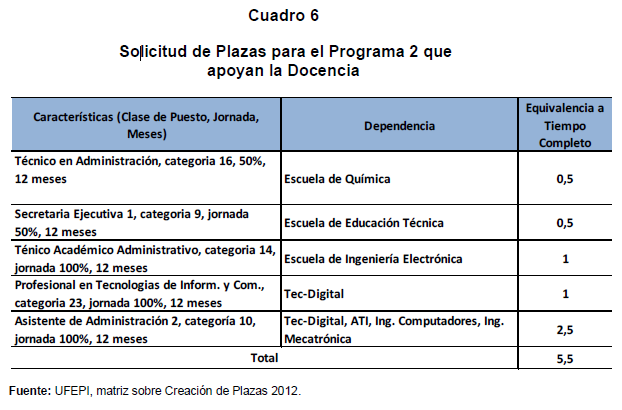 Cuadro 6
Solicitud de Plazas para el Programa 2 que
apoyan la Docencia
Características (Clase de Puesto, Jornada,
Meses)
Dependencia
Equivalencia a
Tiempo
Completo
Técnico en Administración, categoria 16, 50%,
12 meses
Escuela de Química
0,5
Secretaria Ejecutiva 1, categoria 9, jornada
50%, 12 meses
Escuela de Educación Técnica
0,5
Ténico Académico Administrativo, categoria 14,
jornada 100%, 12 meses
Escuela de Ingeniería Electrónica
1
Profesional en Tecnologias de Inform. y Com.,
categoria 23, jornada 100%, 12 meses
Tec-Digital
1
Asistente de Administración 2, categoría 10,
jornada 100%, 12 meses
Tec-Digital, ATI, Ing. Computadores, Ing.
Mecatrónica
2,5
Total
5,5
Fuente: UFEPI, matriz sobre Creación de Plazas 2012.